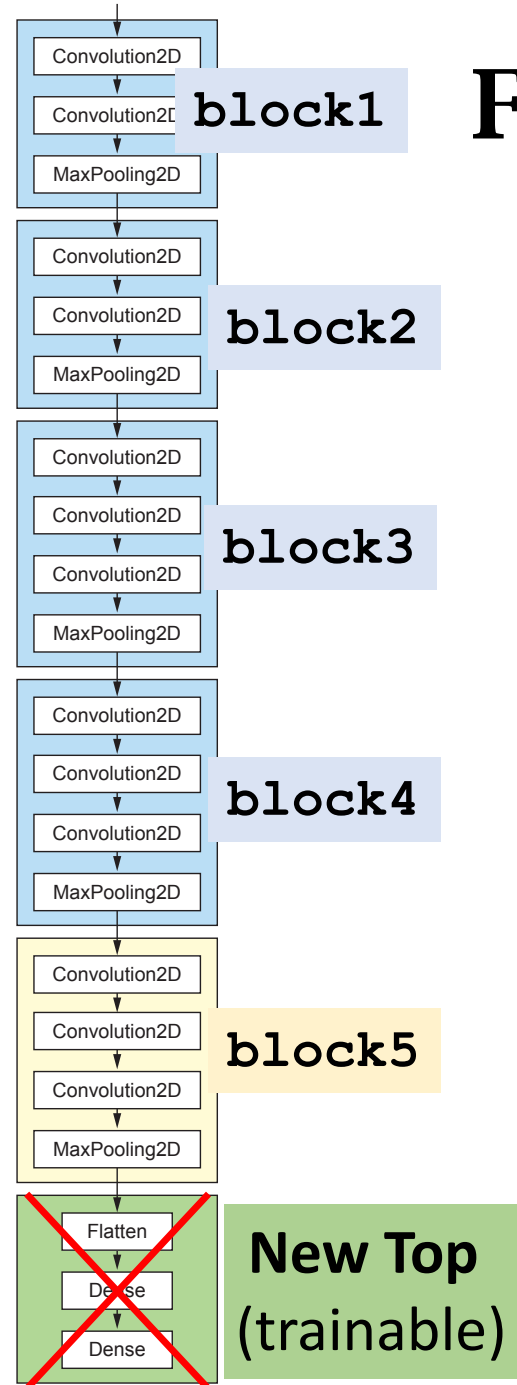 Convolution2D
Convolution2D
MaxPooling2D
block1
F
Convolution2D
Convolution2D
MaxPooling2D
block2
Convolution2D
Convolution2D
Convolution2D
MaxPooling2D
block3
Convolution2D
Convolution2D
Convolution2D
MaxPooling2D
block4
Convolution2D
Convolution2D
Convolution2D
MaxPooling2D
block5
Flatten
Dense
Dense
New Top
(trainable)